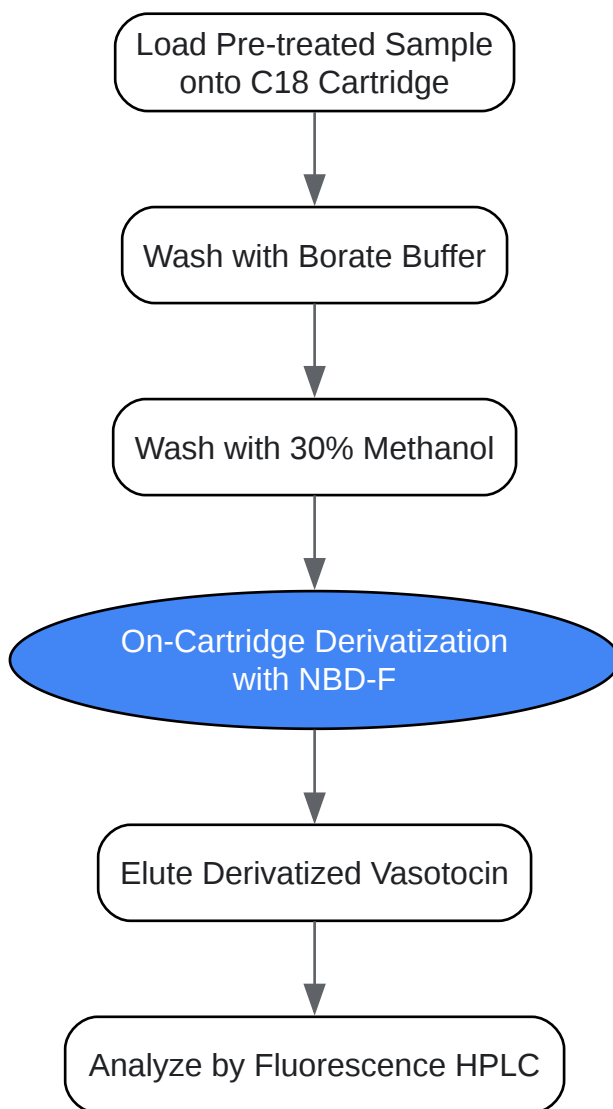 Load Pre-treated Sample
onto C18 Cartridge
Wash with Borate Buffer
Wash with 30% Methanol
On-Cartridge Derivatization
with NBD-F
Elute Derivatized Vasotocin
Analyze by Fluorescence HPLC